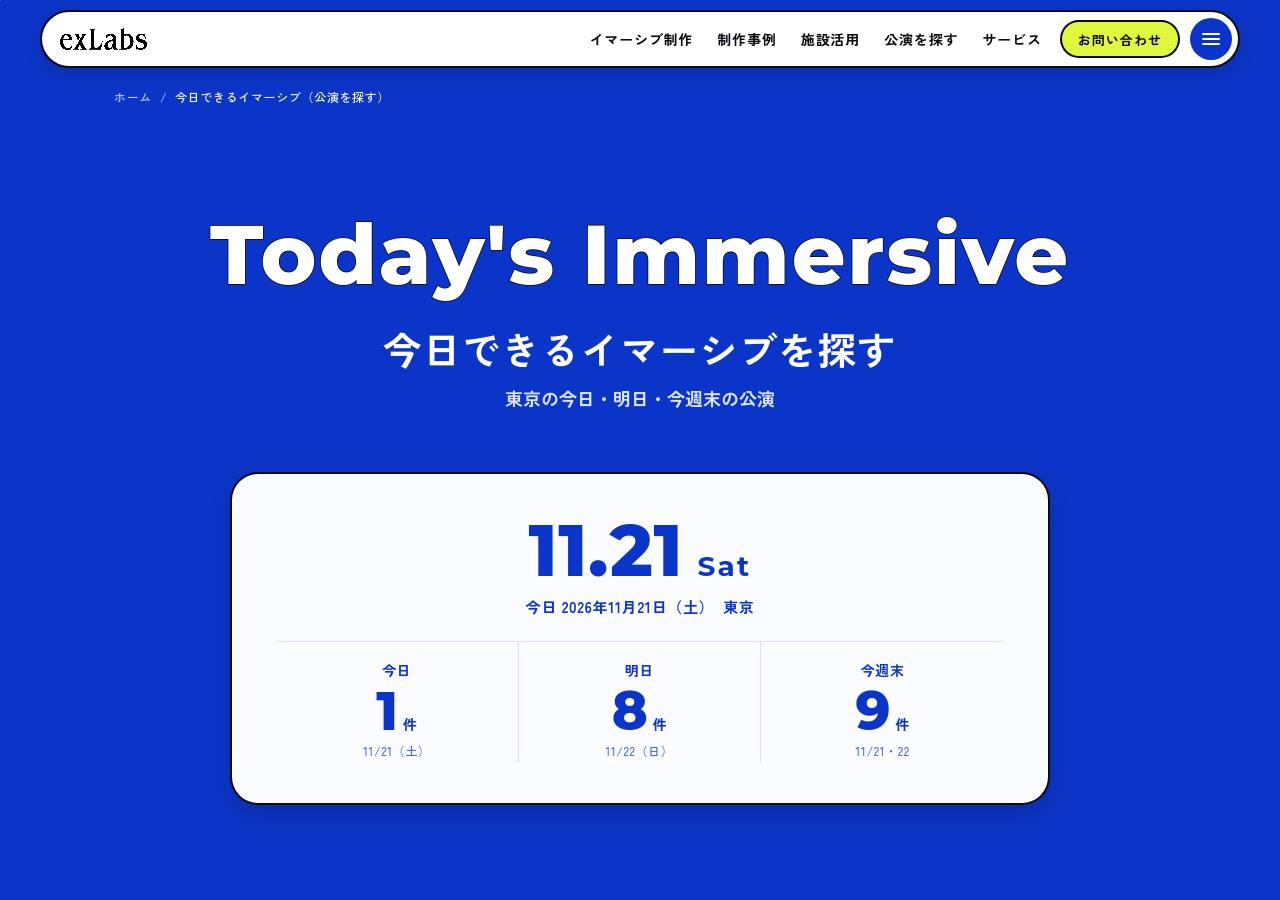 exLabs
イマーシブ制作 制作事例 施設活用 公演を探す サービス お問い合わせ
ホーム / 今日できるイマーシブ（公演を探す）
Today's Immersive
今日できるイマーシブを探す
東京の今日・明日・今週末の公演
11.21 Sat
今日 2026年11月21日（土） 東京
今日
1 件
11/21（土）
明日
8 件
11/22（日）
今週末
9 件
11/21・22